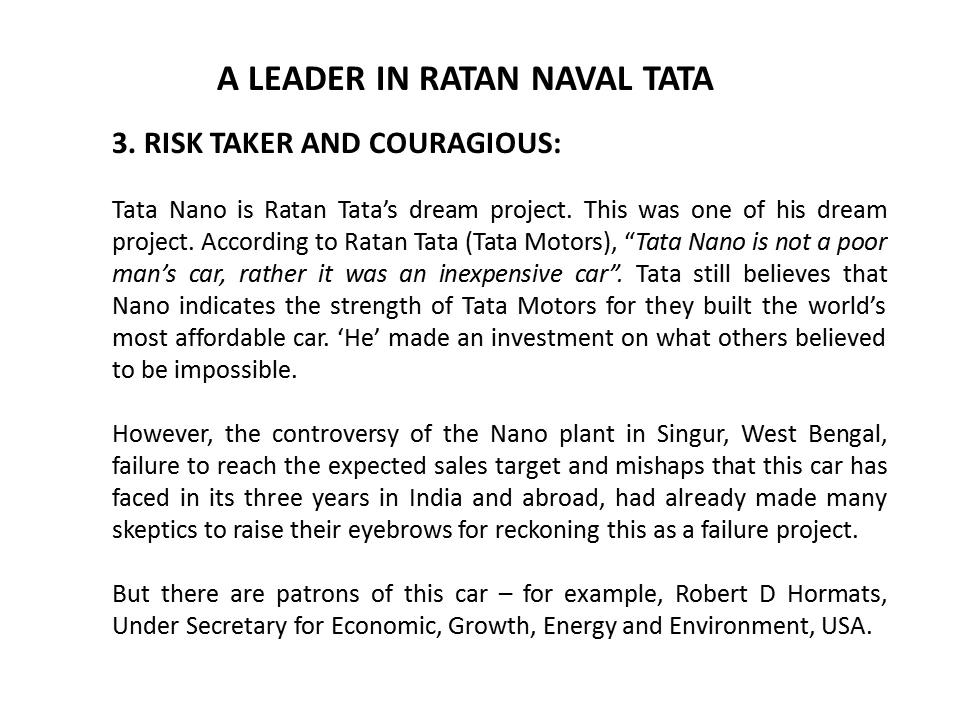 A LEADER IN RATAN NAVAL TATA
3. RISK TAKER AND COURAGIOUS:
Tata Nano is Ratan Tata’s dream project. This was one of his dream
project. According to Ratan Tata (Tata Motors), “Tata Nano is not a poor
man’s car, rather it was an inexpensive car”. Tata still believes that
Nano indicates the strength of Tata Motors for they built the world’s
most affordable car. ‘He’ made an investment on what others believed
to be impossible.
However, the controversy of the Nano plant in Singur, West Bengal,
failure to reach the expected sales target and mishaps that this car has
faced in its three years in India and abroad, had already made many
skeptics to raise their eyebrows for reckoning this as a failure project.
But there are patrons of this car – for example, Robert D Hormats,
Under Secretary for Economic, Growth, Energy and Environment, USA.